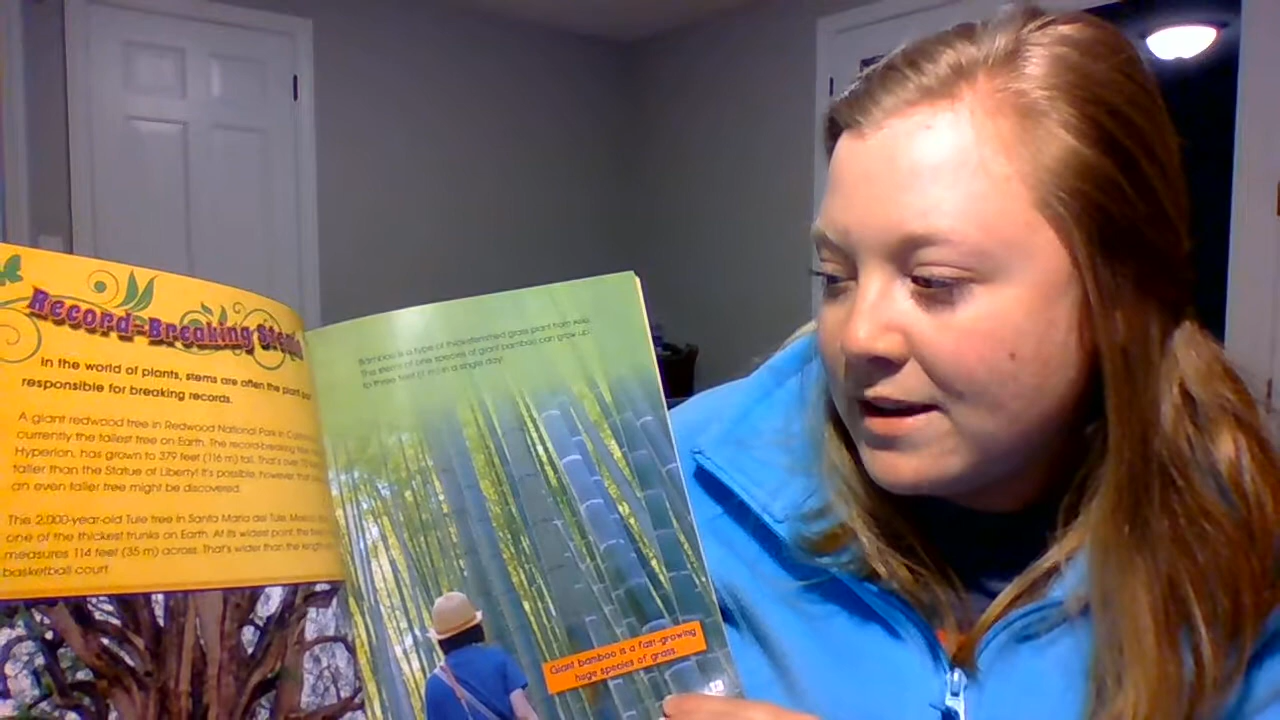 Record-Breaking Stems
In the world of plants, stems are often the plant part
responsible for breaking records.
A giant redwood tree in Redwood National Park in
currently the tallest tree on Earth. The record-breaking
Hyperion, has grown to 379 feet (116 m) tall. That's over
taller than the Statue of Liberty! It's possible, however, that
an even taller tree might be discovered.
The 2,000-year-old Tule tree in Santa Maria del Tule, Mexico
one of the thickest trunks on Earth. At its widest point, the
measures 114 feet (35 m) across. That's wider than the length
basketball court.
Bamboo is a type of thick-stemmed grass plant from Asia.
The stems of one species of giant bamboo can grow up
to three feet (1 m) in a single day!
Giant bamboo is a fast-growing
huge species of grass.